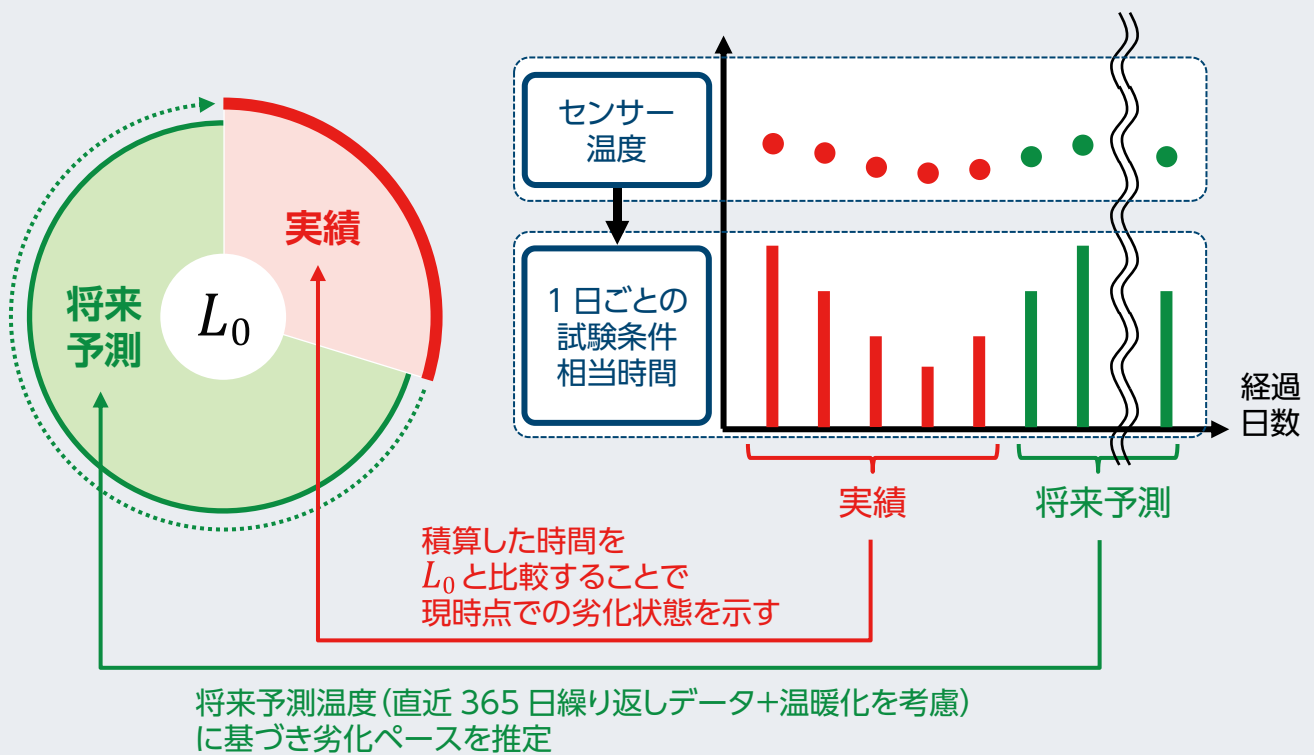 センサー
温度
実績
将来
予測
L₀
1日ごとの
試験条件
相当時間
経過
日数
実績
将来予測
積算した時間を
L₀と比較することで
現時点での劣化状態を示す
将来予測温度(直近 365 日繰り返しデータ+温暖化を考慮)
に基づき劣化ペースを推定